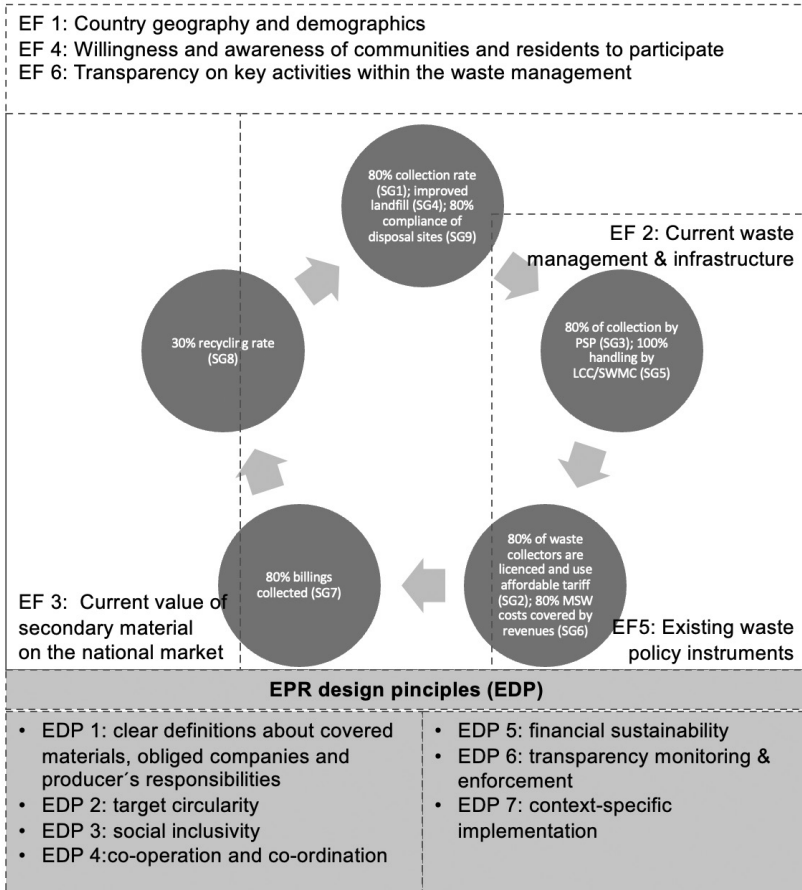 EF 1: Country geography and demographics
EF 4: Willingness and awareness of communities and residents to participate
EF 6: Transparency on key activities within the waste management
80% collection rate
(SG1); improved
landfill (SG4); 80%
compliance of
disposal sites (SG9)
EF 2: Current waste
management & infrastructure
80% of collection by
PSP (SG3); 100%
handling by
LCC/SWMC (SG5)
30% recycling rate
(SG8)
80% of waste
collectors are
licenced and use
affordable tariff
(SG2); 80% MSW
costs covered by
revenues (SG6)
80% billings
collected (SG7)
EF 3: Current value of
secondary material
on the national market
EF5: Existing waste
policy instruments
EPR design pinciples (EDP)
• EDP 1: clear definitions about covered
materials, obliged companies and
producer´s responsibilities
• EDP 2: target circularity
• EDP 3: social inclusivity
• EDP 4:co-operation and co-ordination
• EDP 5: financial sustainability
• EDP 6: transparency monitoring &
enforcement
• EDP 7: context-specific
implementation